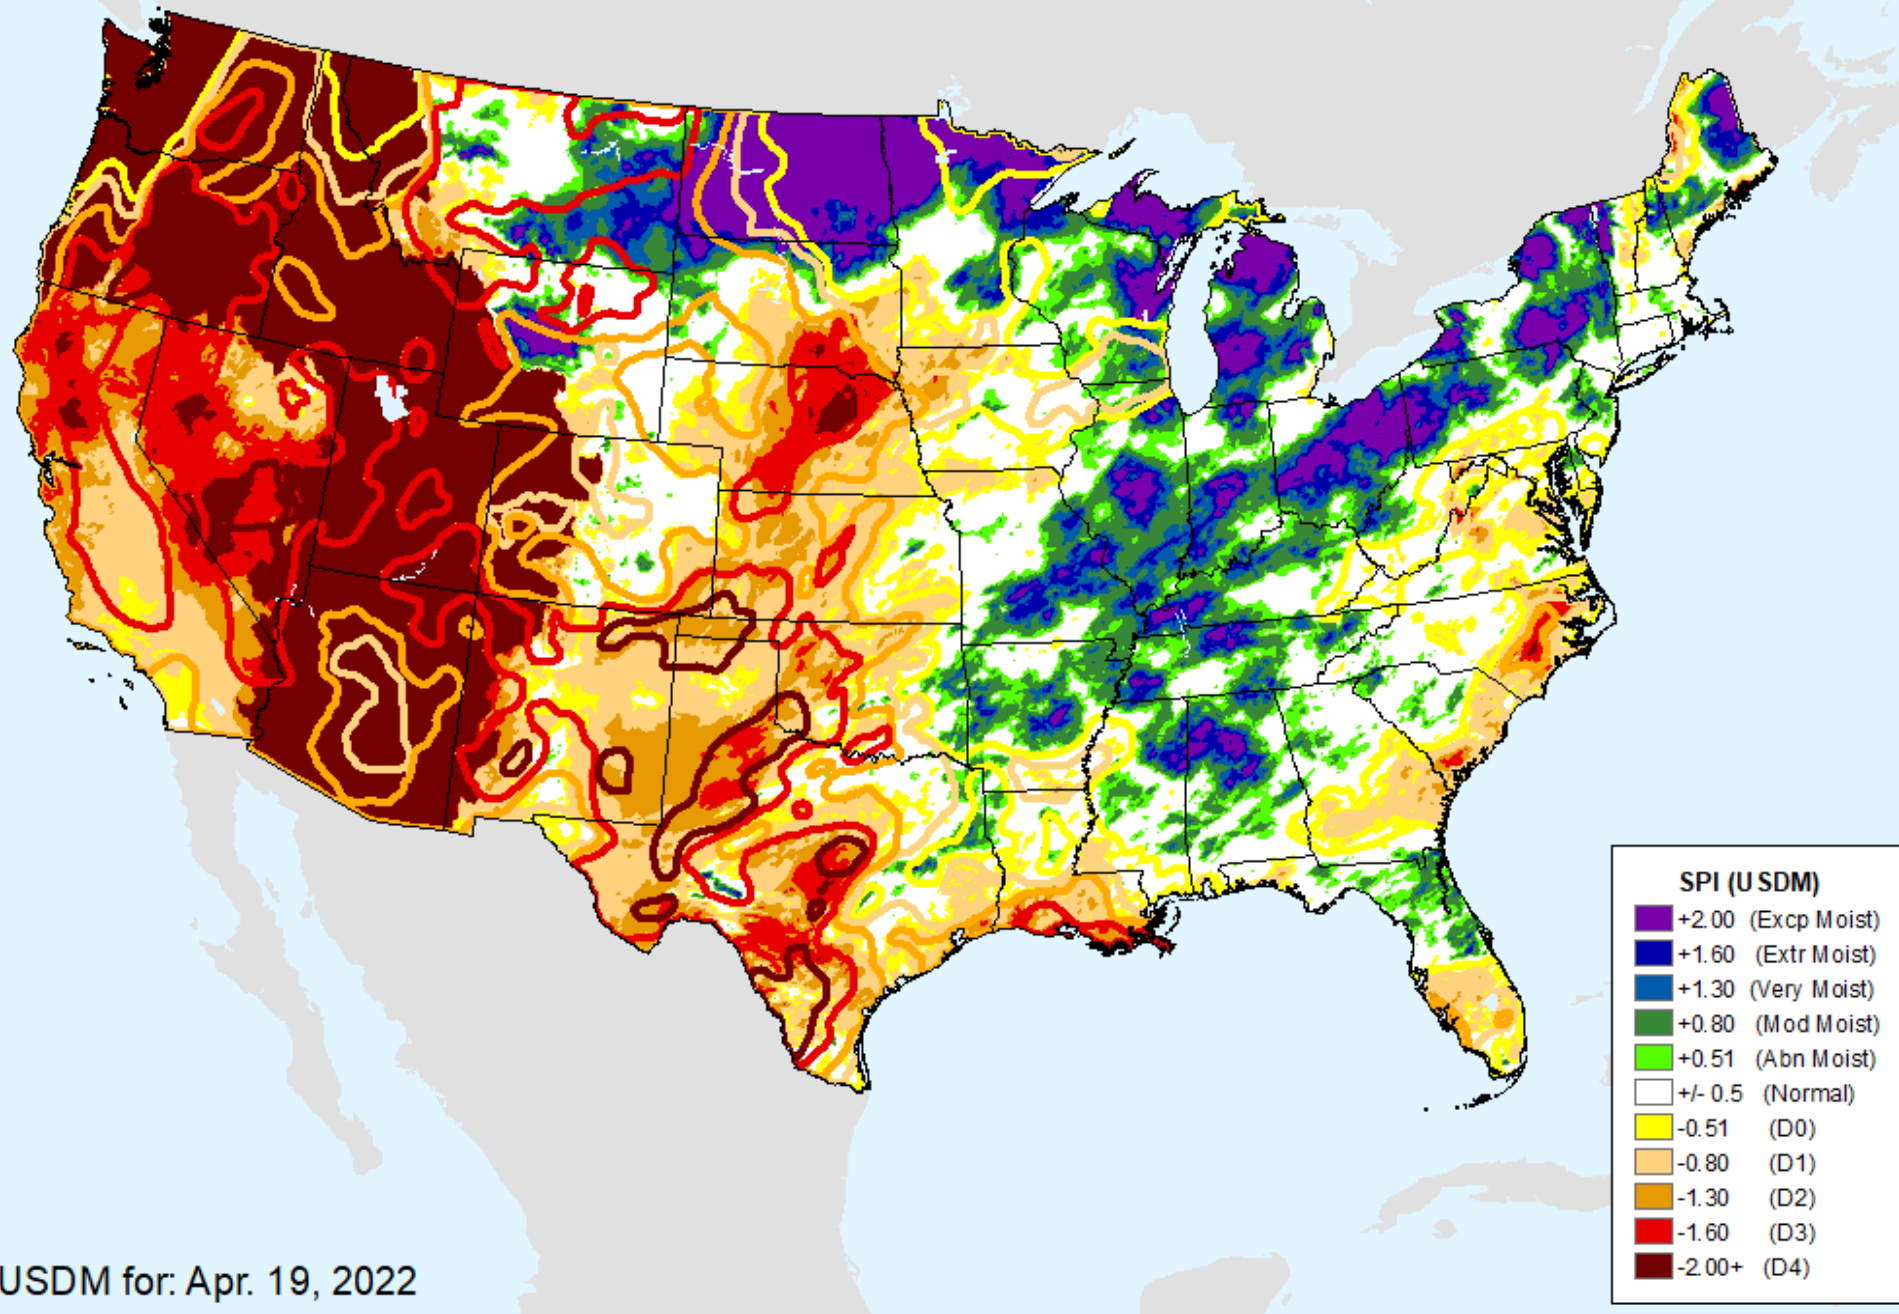 SPI (USDM)
+2.00 (Excp Moist)
+1.60 (Extr Moist)
+1.30 (Very Moist)
+0.80 (Mod Moist)
+0.51 (Abn Moist)
+/- 0.5 (Normal)
-0.51 (D0)
-0.80 (D1)
-1.30 (D2)
-1.60 (D3)
-2.00+ (D4)
USDM for: Apr. 19, 2022